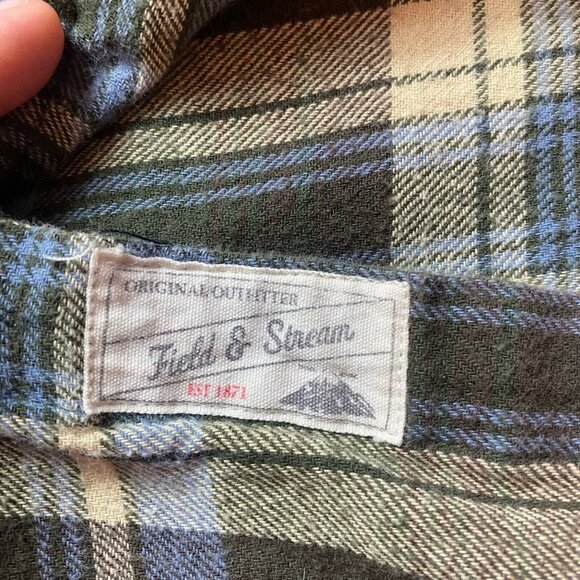 ORIGINAL OUTFITTER
Field & Stream
EST 1871